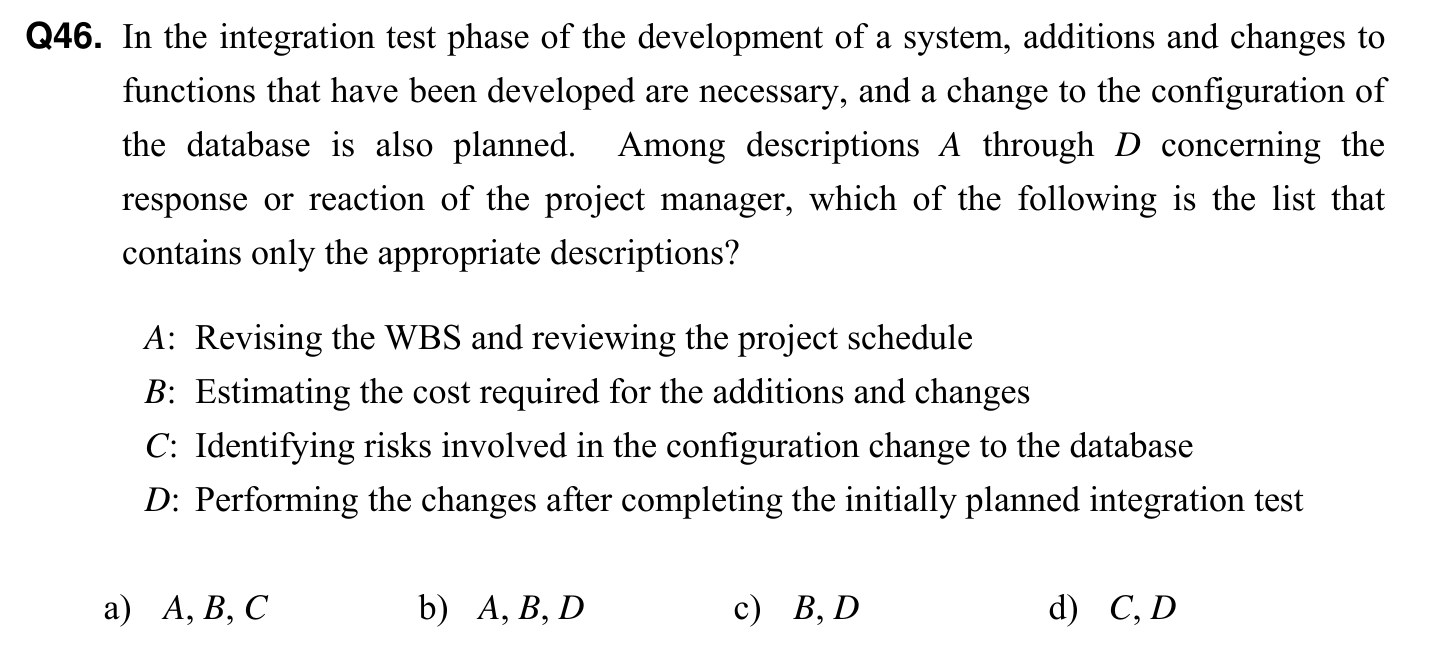 Q46. In the integration test phase of the development of a system, additions and changes to
functions that have been developed are necessary, and a change to the configuration of
the database is also planned. Among descriptions A through D concerning the
response or reaction of the project manager, which of the following is the list that
contains only the appropriate descriptions?
A: Revising the WBS and reviewing the project schedule
B: Estimating the cost required for the additions and changes
C: Identifying risks involved in the configuration change to the database
D: Performing the changes after completing the initially planned integration test
a) A, B, C b) A, B, D c) B, D d) C, D